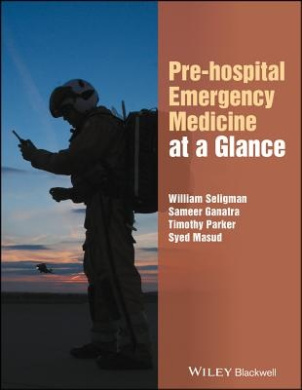 Pre-hospital
Emergency
Medicine
at a Glance
William Seligman
Sameer Ganatra
Timothy Parker
Syed Masud
WILEY Blackwell